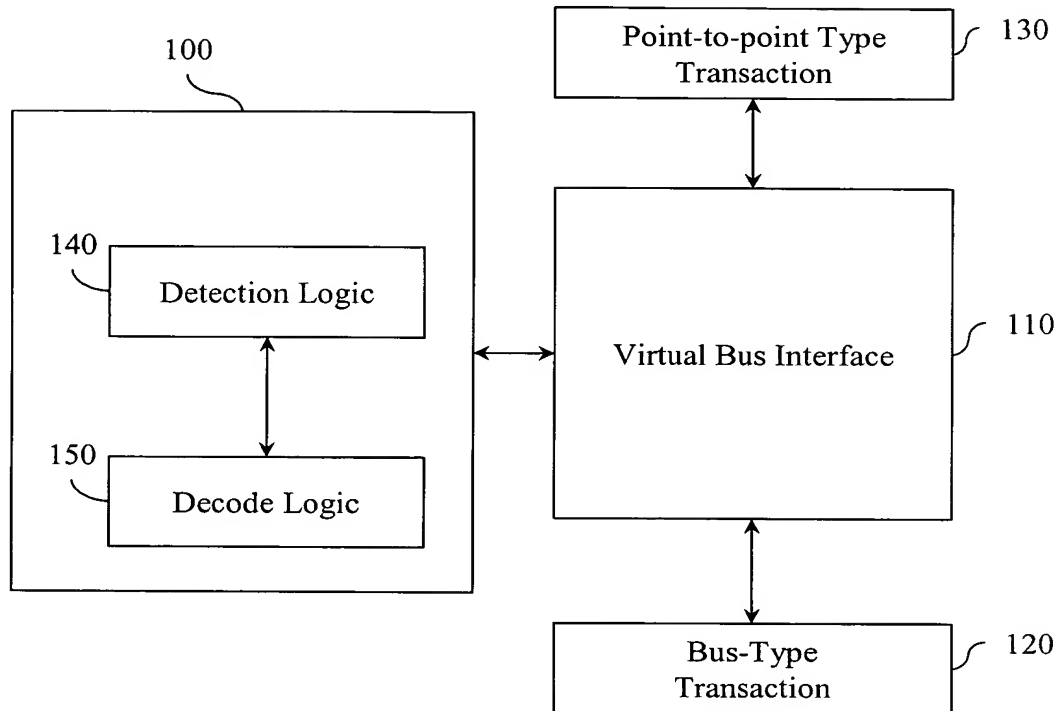 100
Point-to-point Type
Transaction
130
140
Detection Logic
150
Decode Logic
Virtual Bus Interface
110
Bus-Type
Transaction
120